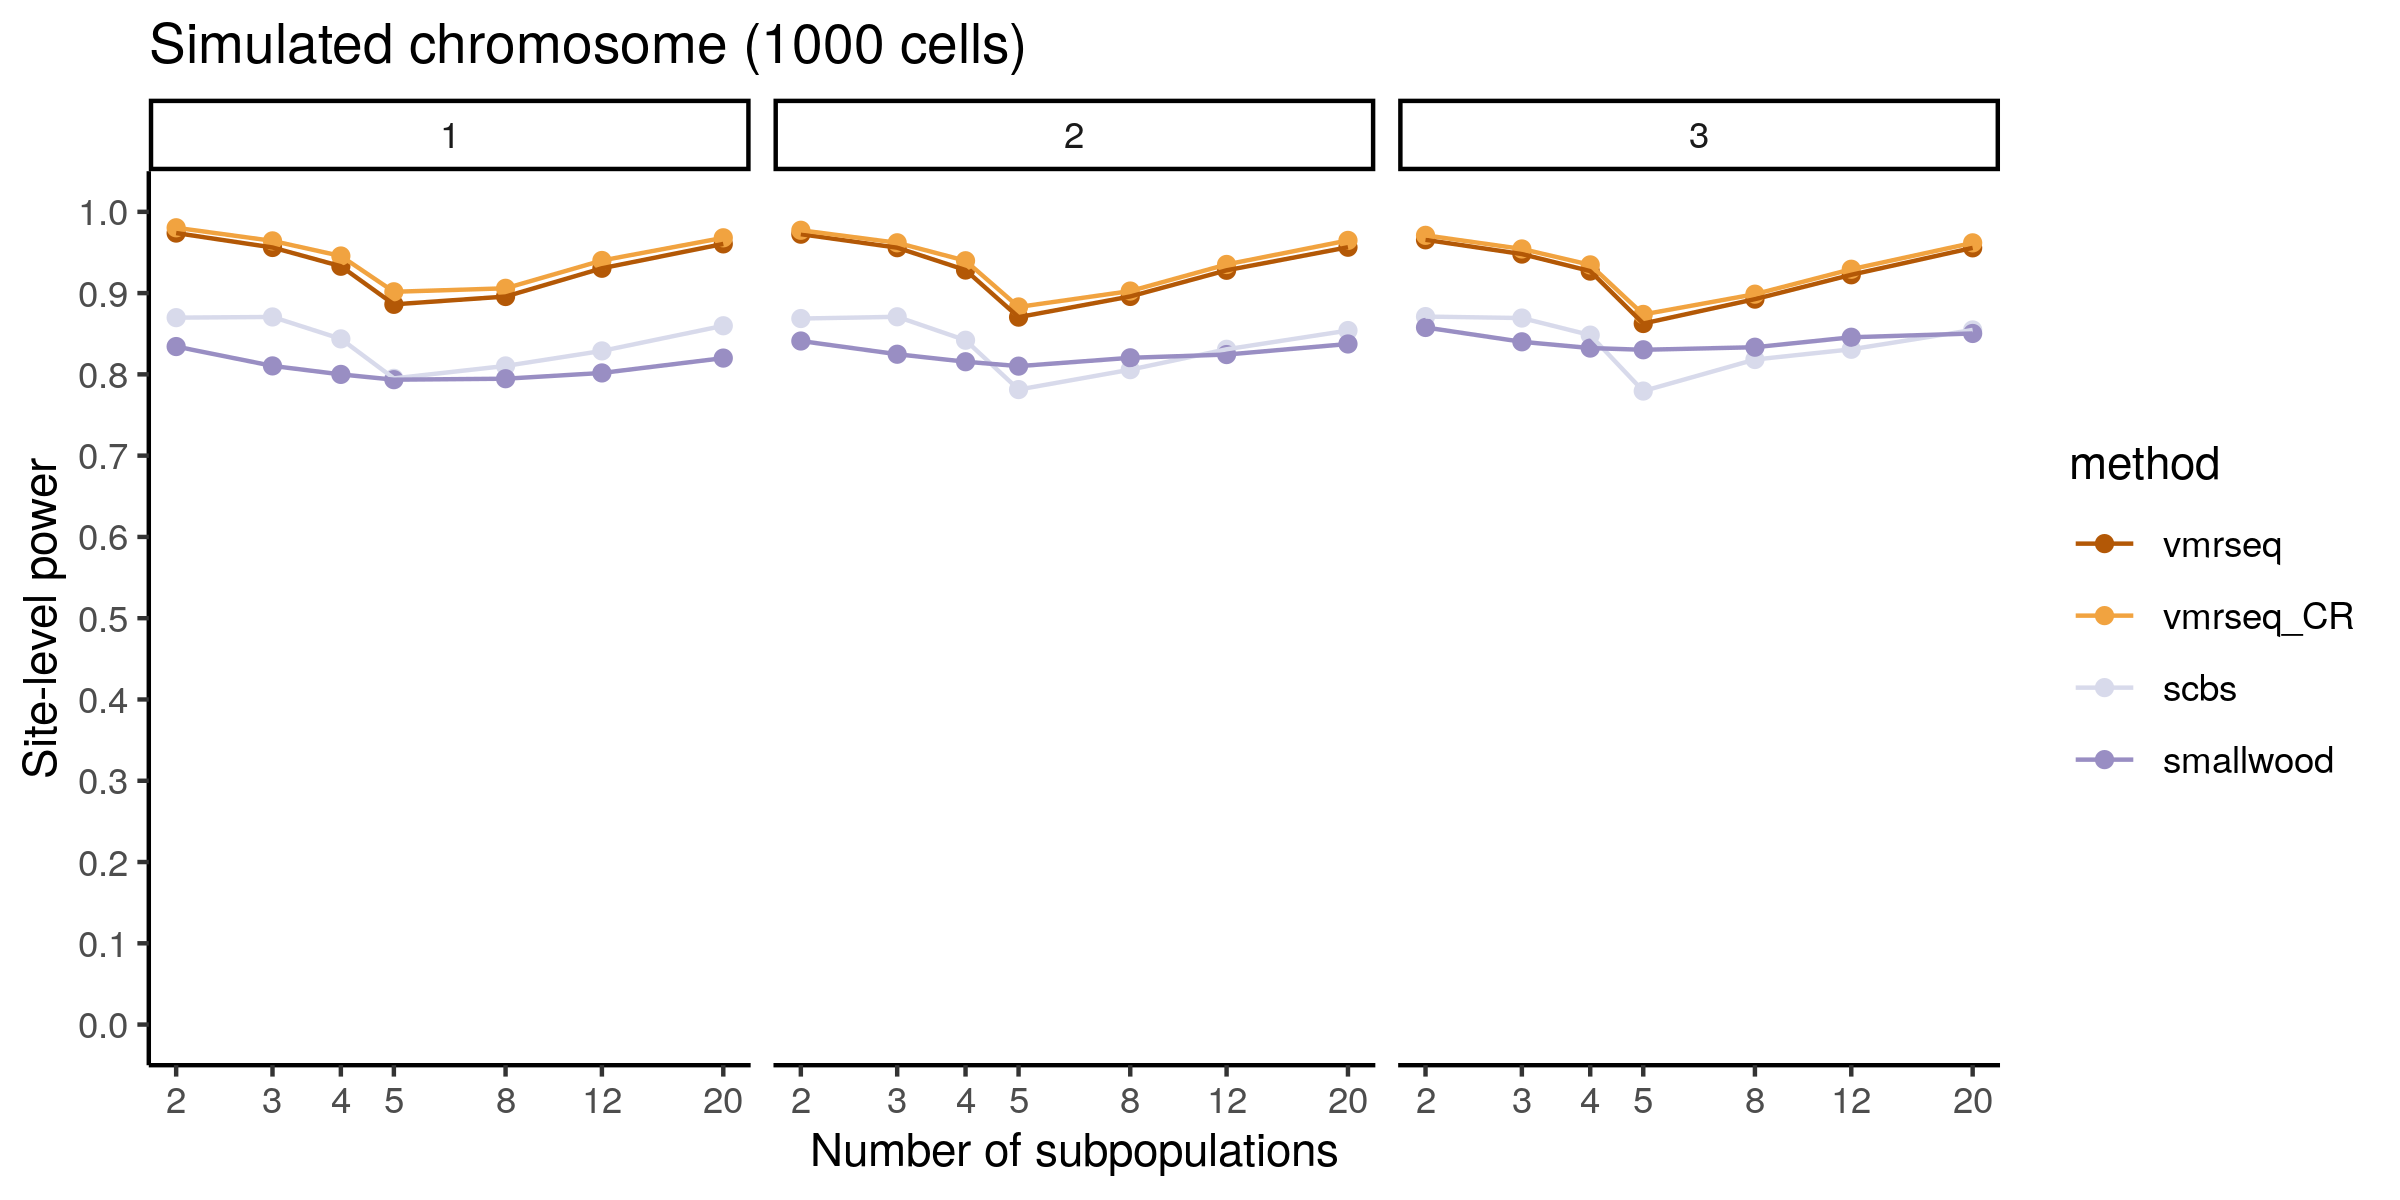 Simulated chromosome (1000 cells)
1 2 3
1.0
0.9
0.8
0.7
0.6
0.5
0.4
0.3
0.2
0.1
0.0
Site-level power
2 3 4 5 8 12 20 2 3 4 5 8 12 20 2 3 4 5 8 12 20
Number of subpopulations
method
vmrseq
vmrseq_CR
scbs
smallwood